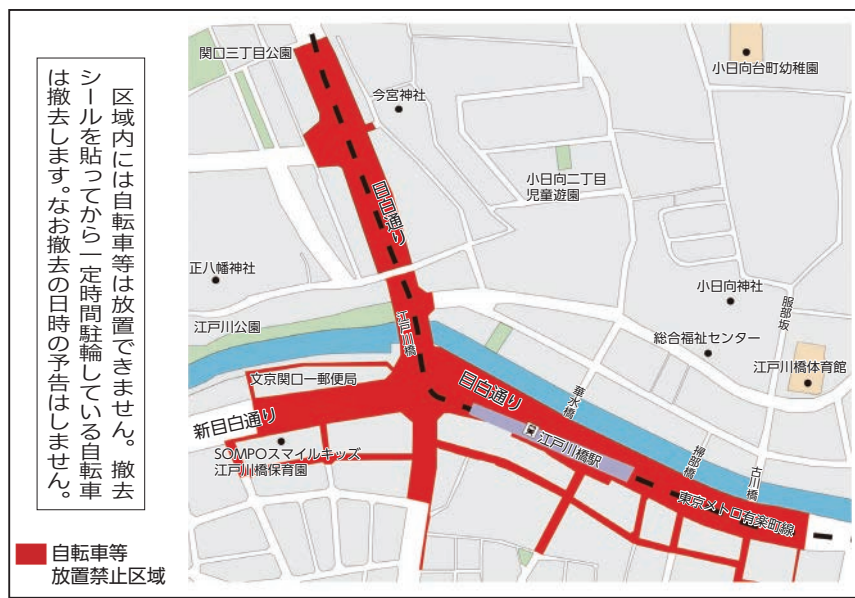 区域内には自転車等は放置できません。撤去
シールを貼ってから一定時間駐輪している自転車
は撤去します。なお撤去の日時の予告はしません。
自転車等
放置禁止区域
関口三丁目公園
今宮神社
小日向台町幼稚園
小日向二丁目
児童遊園
目白通り
正八幡神社
小日向神社
服部坂
江戸川公園
江戸川橋
総合福祉センター
江戸川橋体育館
文京関口一郵便局
目白通り
華水橋
新目白通り
江戸川橋駅
掃部橋
古川橋
SOMPOスマイルキッズ
江戸川橋保育園
東京メトロ有楽町線